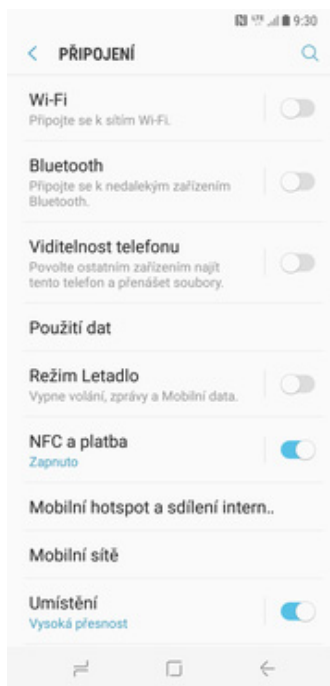 9:30
PŘIPOJENÍ
Wi-Fi
Připojte se k sítím Wi-Fi.
Bluetooth
Připojte se k nedalekým zařízením
Bluetooth.
Viditelnost telefonu
Povolte ostatním zařízením najít
tento telefon a přenášet soubory.
Použití dat
Režim Letadlo
Vypne volání, zprávy a Mobilní data.
NFC a platba
Zapnuto
Mobilní hotspot a sdílení intern..
Mobilní sítě
Umístění
Vysoká přesnost